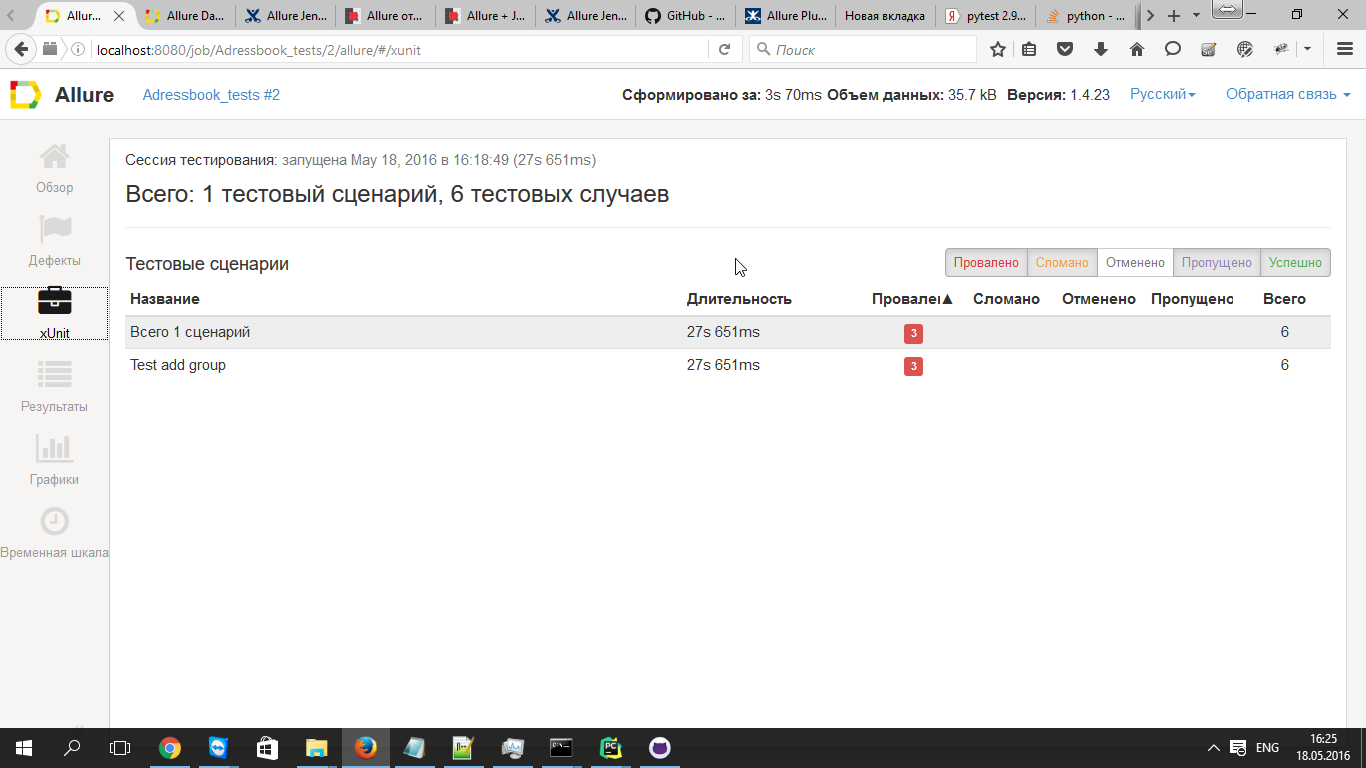 Allur...
Allure Da...
Allure Jen...
Allure от...
Allure + J...
Allure Jen...
GitHub - ...
Allure Plu...
Новая вкладка
pytest 2.9...
python - ...
localhost:8080/job/Adressbook_tests/2/allure/#/xunit
Поиск
Allure
Adressbook_tests #2
Сформировано за: 3s 70ms Объем данных: 35.7 kB Версия: 1.4.23
Русский
Обратная связь
Обзор
Дефекты
xUnit
Результаты
Графики
Временная шкала
Сессия тестирования: запущена May 18, 2016 в 16:18:49 (27s 651ms)
Всего: 1 тестовый сценарий, 6 тестовых случаев
Тестовые сценарии
Провалено Сломано Отменено Пропущено Успешно
Название Длительность Провален▲ Сломано Отменено Пропущено Всего
Всего 1 сценарий 27s 651ms 3 6
Test add group 27s 651ms 3 6
ENG
16:25
18.05.2016